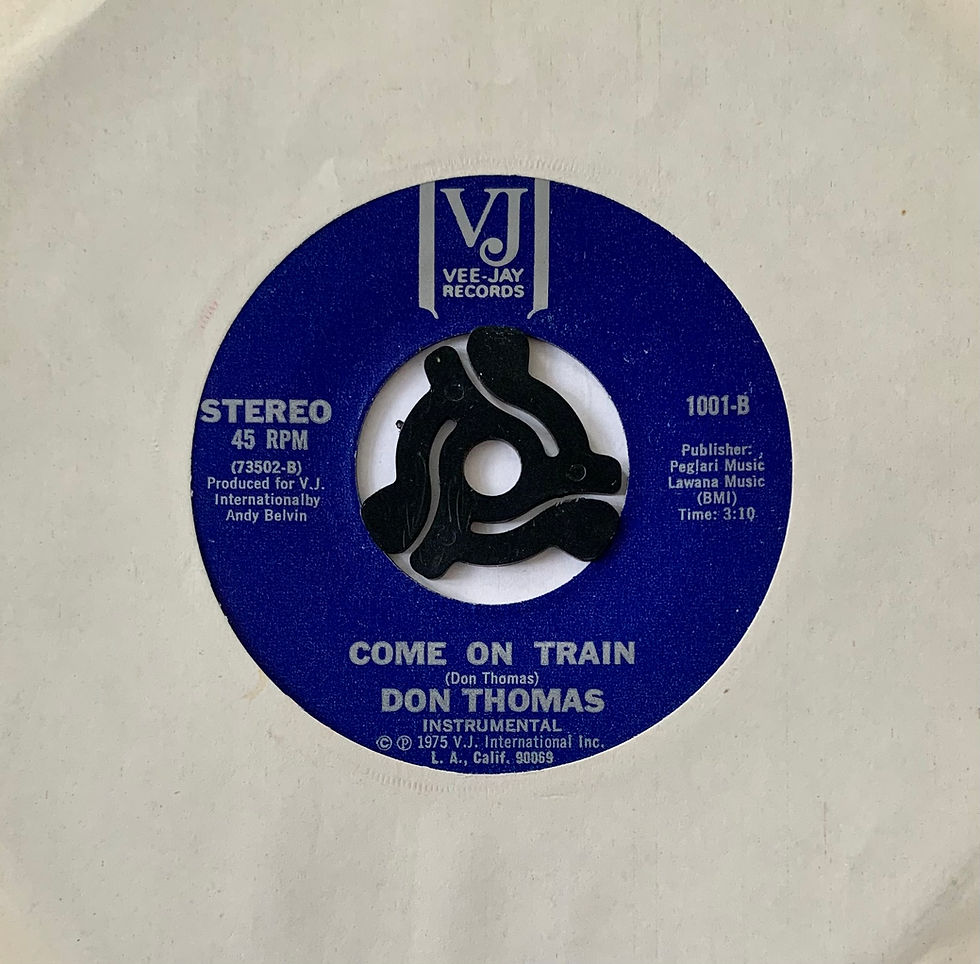 VJ
VEE-JAY
RECORDS
STEREO
45 RPM
(73502-B)
Produced for V.J.
Internationalby
Andy Belvin
1001-B
Publisher:
Peglari Music
Lawana Music
(BMI)
Time: 3:10
COME ON TRAIN
(Don Thomas)
DON THOMAS
INSTRUMENTAL
© ℗ 1975 V.J. International Inc.
L. A., Calif. 90069